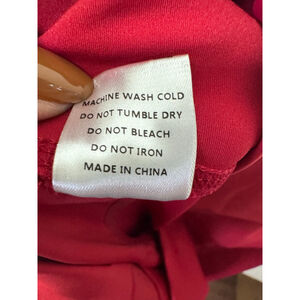 MACHINE WASH COLD
DO NOT TUMBLE DRY
DO NOT BLEACH
DO NOT IRON
MADE IN CHINA